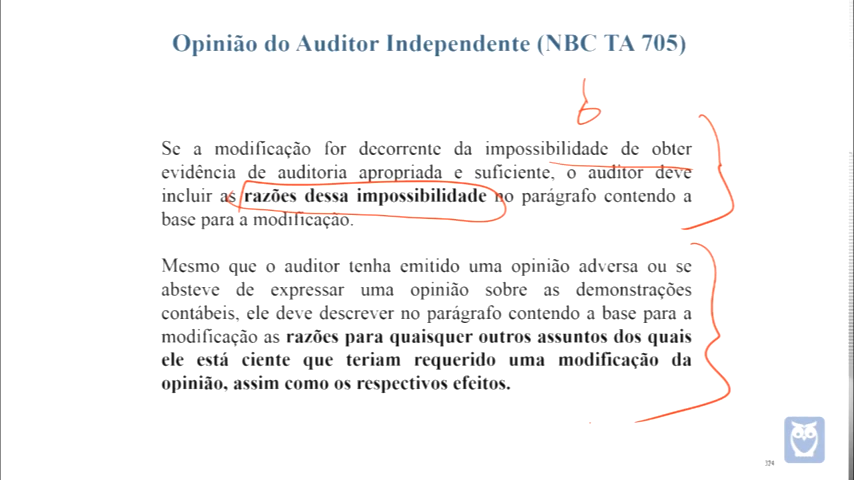 Opinião do Auditor Independente (NBC TA 705)
Se a modificação for decorrente da impossibilidade de obter
evidência de auditoria apropriada e suficiente, o auditor deve
incluir as razões dessa impossibilidade no parágrafo contendo a
base para a modificação.
Mesmo que o auditor tenha emitido uma opinião adversa ou se
absteve de expressar uma opinião sobre as demonstrações
contábeis, ele deve descrever no parágrafo contendo a base para a
modificação as razões para quaisquer outros assuntos dos quais
ele está ciente que teriam requerido uma modificação da
opinião, assim como os respectivos efeitos.